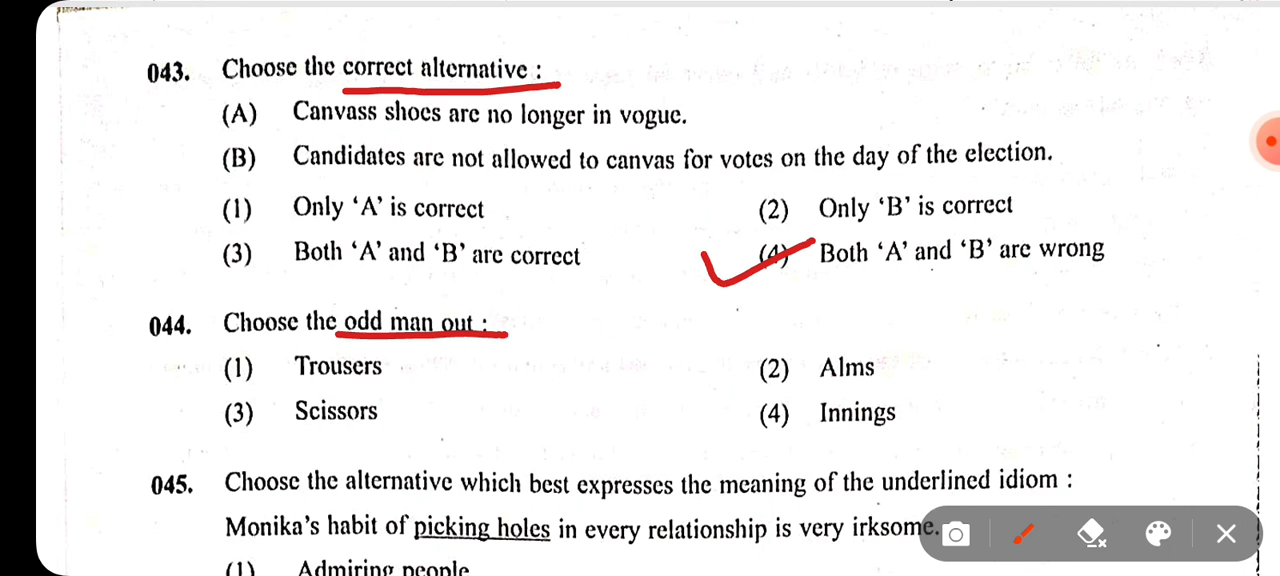 043. Choose the correct alternative :
(A) Canvass shoes are no longer in vogue.
(B) Candidates are not allowed to canvas for votes on the day of the election.
(1) Only ‘A’ is correct (2) Only ‘B’ is correct
(3) Both ‘A’ and ‘B’ are correct (4) Both ‘A’ and ‘B’ are wrong
044. Choose the odd man out :
(1) Trousers (2) Alms
(3) Scissors (4) Innings
045. Choose the alternative which best expresses the meaning of the underlined idiom :
Monika’s habit of picking holes in every relationship is very irksome.
(1) Admiring people